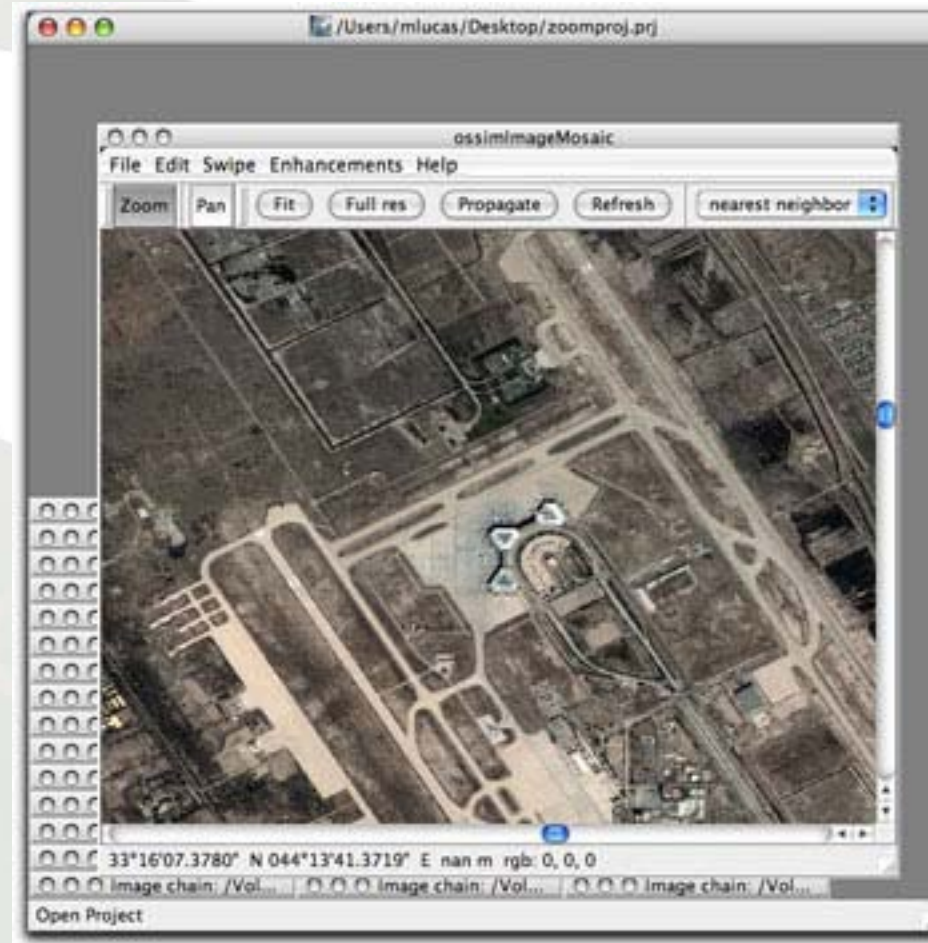 /Users/mlucas/Desktop/zoomproj.prj
ossimImageMosaic
File Edit Swipe Enhancements Help
Zoom Pan Fit Full res Propagate Refresh nearest neighbor
33°16'07.3780" N 044°13'41.3719" E nan m rgb: 0, 0, 0
Image chain: /Vol... Image chain: /Vol... Image chain: /Vol...
Open Project